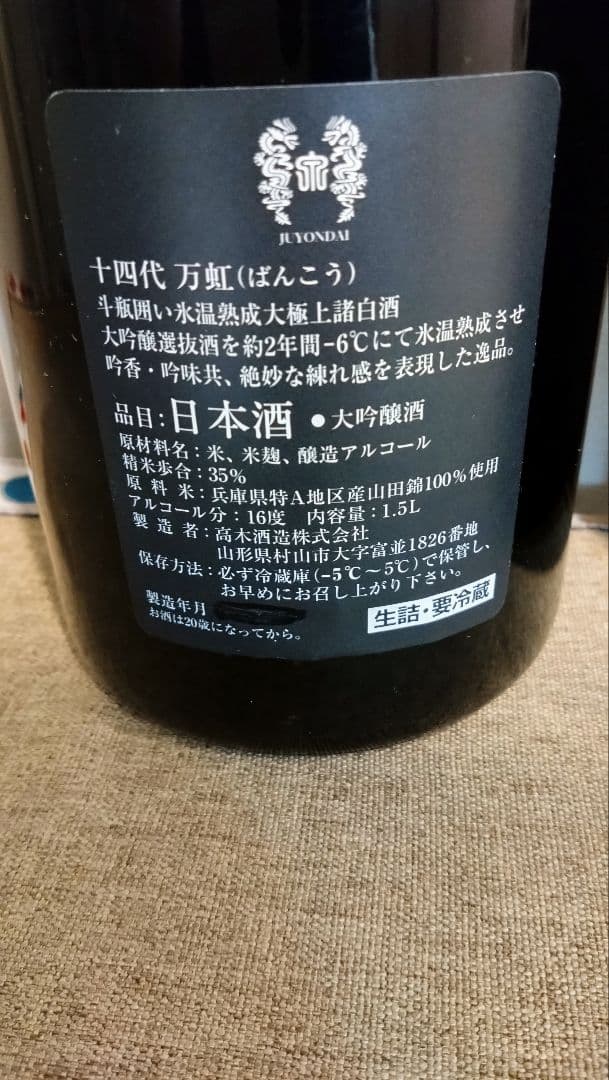 JUYONDAI
十四代 万虹(ばんこう)
斗瓶囲い氷温熟成大極上諸白酒
大吟醸選抜酒を約2年間-6℃にて氷温熟成させ
吟香・吟味共、絶妙な練れ感を表現した逸品。
品目:日本酒 ●大吟醸酒
原材料名:米、米麹、醸造アルコール
精米歩合:35%
原料米:兵庫県特A地区産山田錦100%使用
アルコール分:16度 内容量:1.5L
製造者:高木酒造株式会社
山形県村山市大字富並1826番地
保存方法:必ず冷蔵庫(-5℃〜5℃)で保管し、
お早めにお召し上がり下さい。
製造年月
お酒は20歳になってから。
生詰・要冷蔵